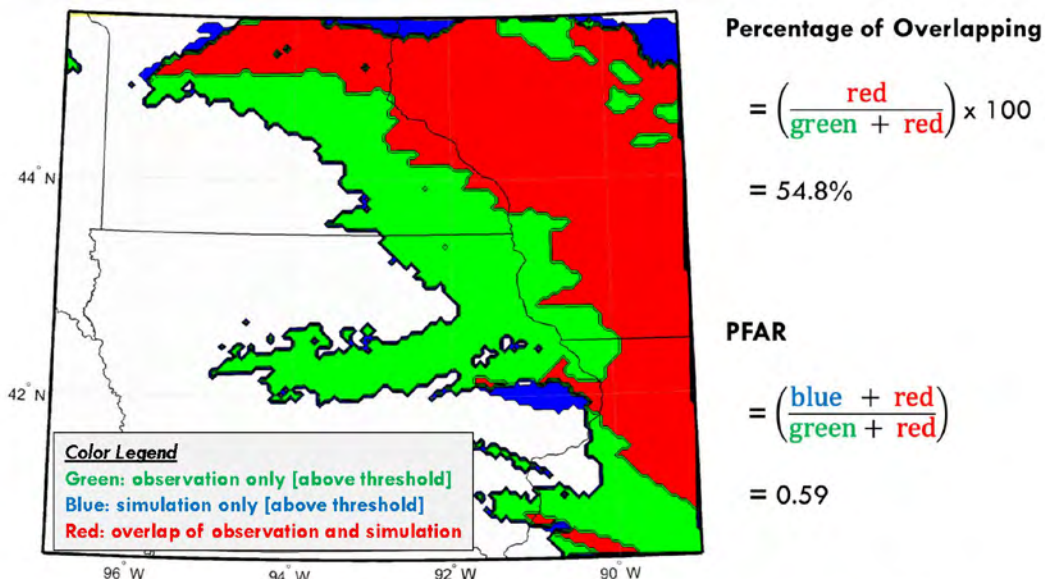 Percentage of Overlapping
= ( red / green + red ) x 100
= 54.8%
PFAR
= ( blue + red / green + red )
= 0.59
44° N
42° N
Color Legend
Green: observation only [above threshold]
Blue: simulation only [above threshold]
Red: overlap of observation and simulation
96° W
94° W
92° W
90° W